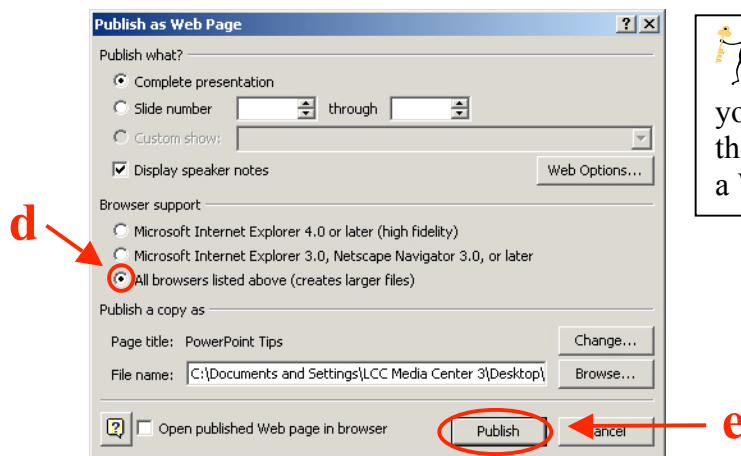 Publish as Web Page
Publish what?
Complete presentation
Slide number through
Custom show:
Display speaker notes Web Options...
Browser support
d
Microsoft Internet Explorer 4.0 or later (high fidelity)
Microsoft Internet Explorer 3.0, Netscape Navigator 3.0, or later
All browsers listed above (creates larger files)
Publish a copy as
Page title: PowerPoint Tips Change...
File name: C:\Documents and Settings\LCC Media Center 3\Desktop\ Browse...
Open published Web page in browser Publish ancel
e
yo
th
a